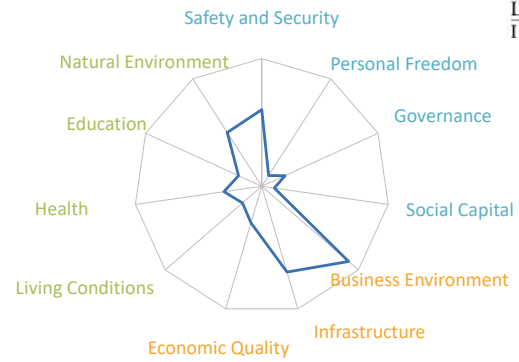 Safety and Security
L
I
Natural Environment
Personal Freedom
Education
Governance
Health
Social Capital
Business Environment
Living Conditions
Infrastructure
Economic Quality